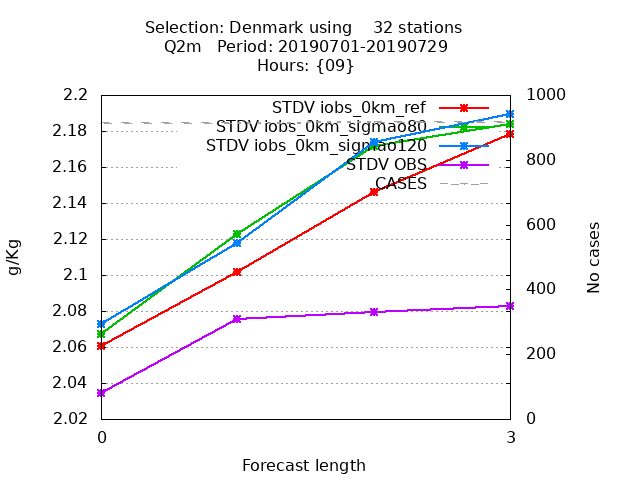 Selection: Denmark using    32 stations
Q2m   Period: 20190701-20190729
Hours: {09}
2.2
2.18
2.16
2.14
2.12
2.1
2.08
2.06
2.04
2.02
g/Kg
STDV iobs_0km_ref
STDV iobs_0km_sigmao80
STDV iobs_0km_sigmao120
STDV OBS
CASES
1000
800
600
400
200
0
No cases
0
3
Forecast length